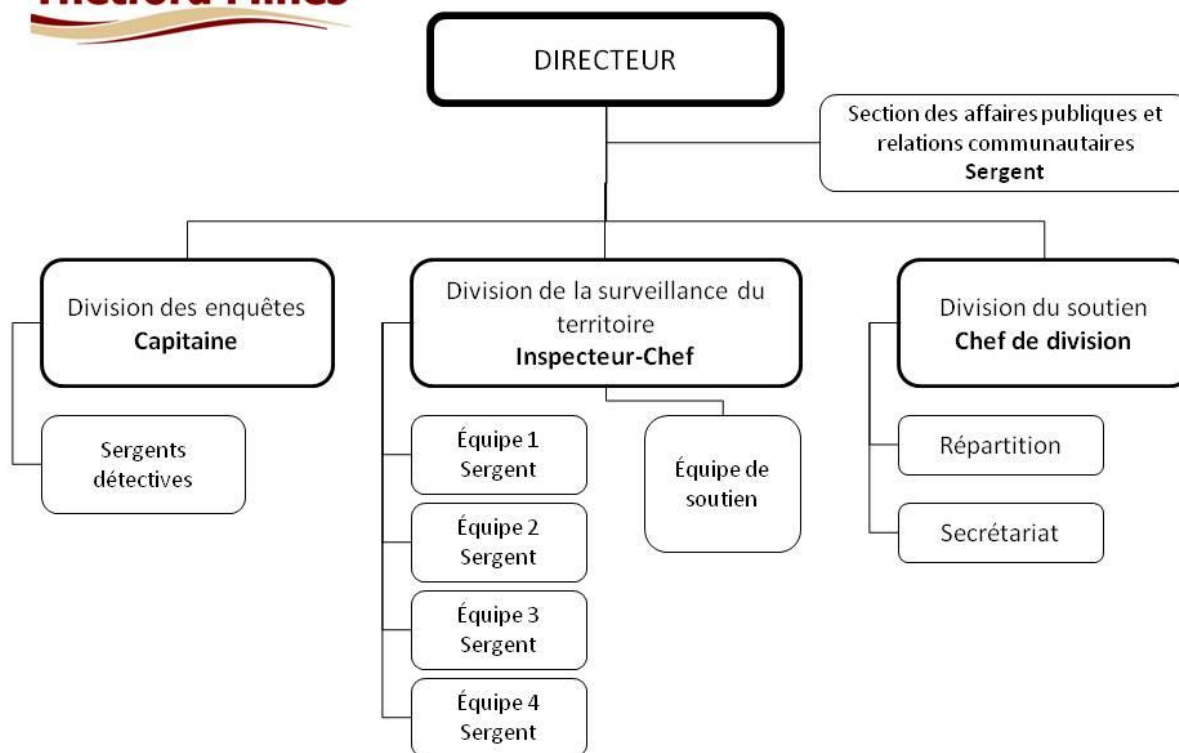 Thetford Mines
DIRECTEUR
Section des affaires publiques et
relations communautaires
Sergent
Division des enquêtes
Capitaine
Sergents
détectives
Division de la surveillance du
territoire
Inspecteur-Chef
Équipe 1
Sergent
Équipe 2
Sergent
Équipe 3
Sergent
Équipe 4
Sergent
Équipe de
soutien
Division du soutien
Chef de division
Répartition
Secrétariat